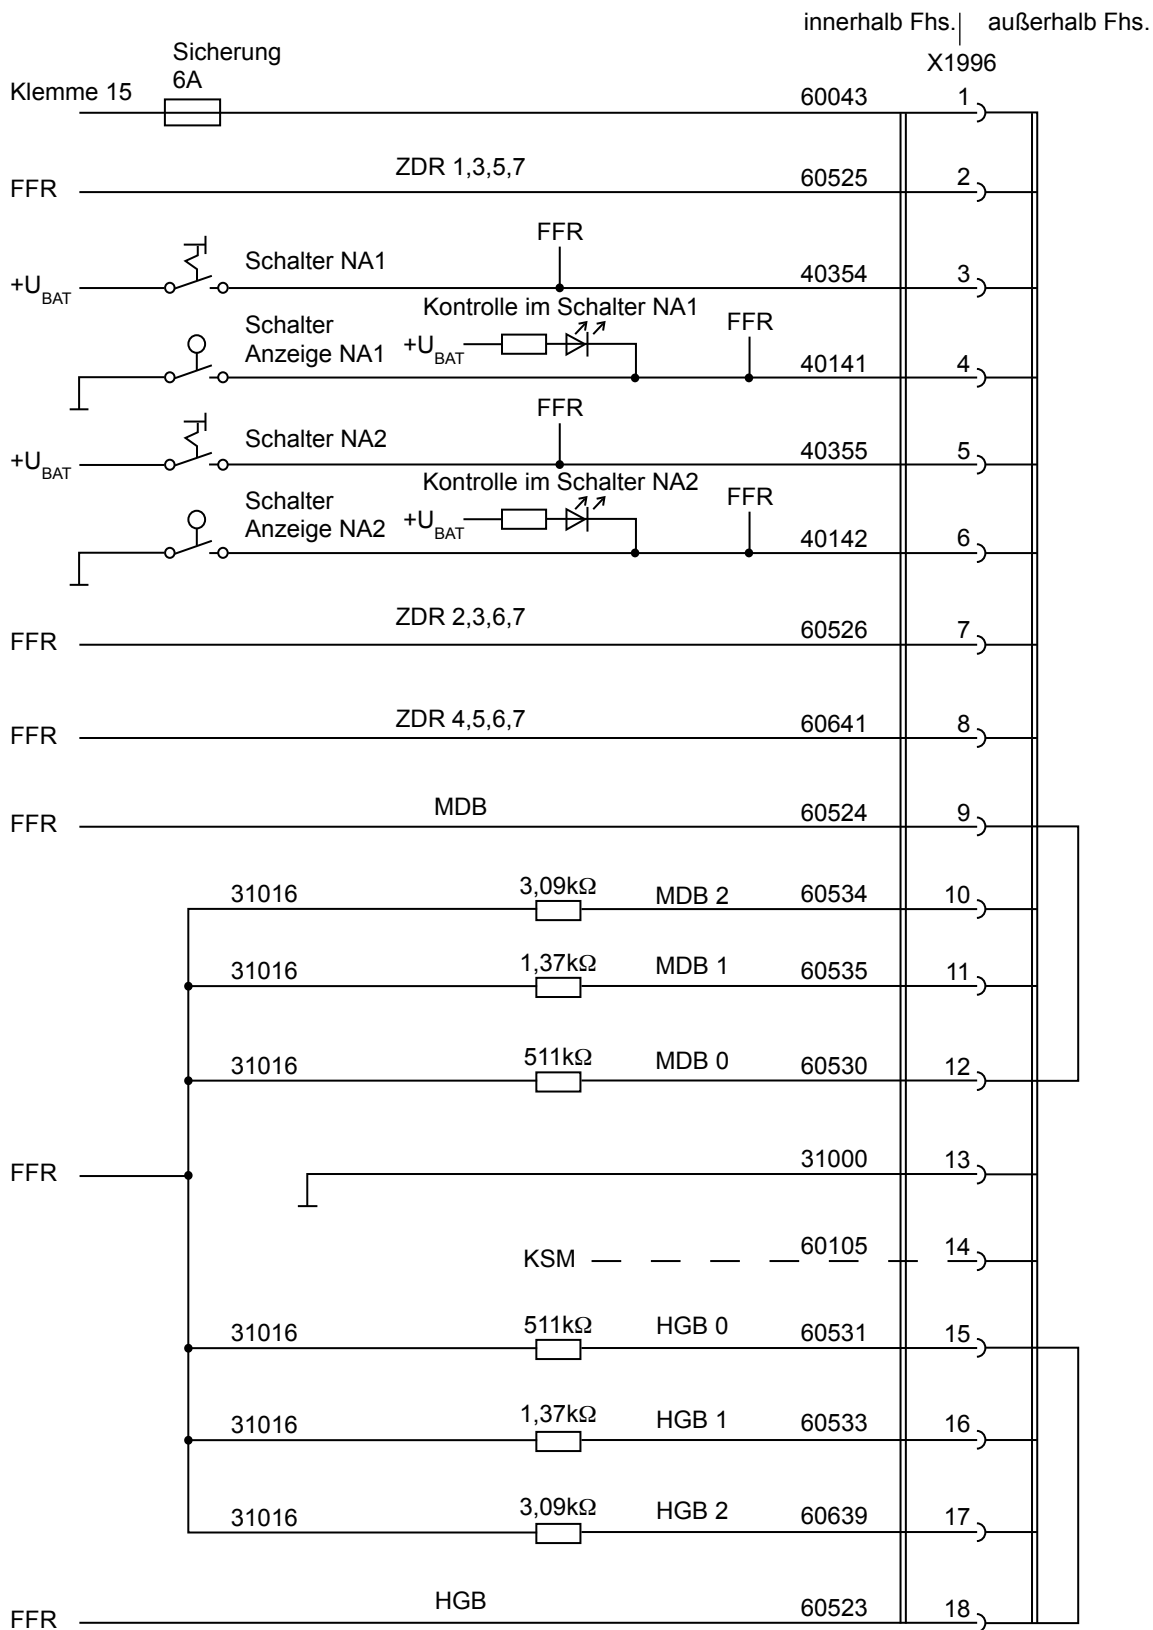 innerhalb Fhs. außerhalb Fhs.
X1996
Sicherung
6A
Klemme 15 60043 1
FFR ZDR 1,3,5,7 60525 2
FFR
+UBAT Schalter NA1 40354 3
Kontrolle im Schalter NA1
Schalter
Anzeige NA1 +UBAT FFR
40141 4
FFR
+UBAT Schalter NA2 40355 5
Kontrolle im Schalter NA2
Schalter
Anzeige NA2 +UBAT FFR
40142 6
FFR ZDR 2,3,6,7 60526 7
FFR ZDR 4,5,6,7 60641 8
FFR MDB 60524 9
31016 3,09kΩ MDB 2 60534 10
31016 1,37kΩ MDB 1 60535 11
31016 511kΩ MDB 0 60530 12
FFR 31000 13
KSM 60105 14
31016 511kΩ HGB 0 60531 15
31016 1,37kΩ HGB 1 60533 16
31016 3,09kΩ HGB 2 60639 17
FFR HGB 60523 18